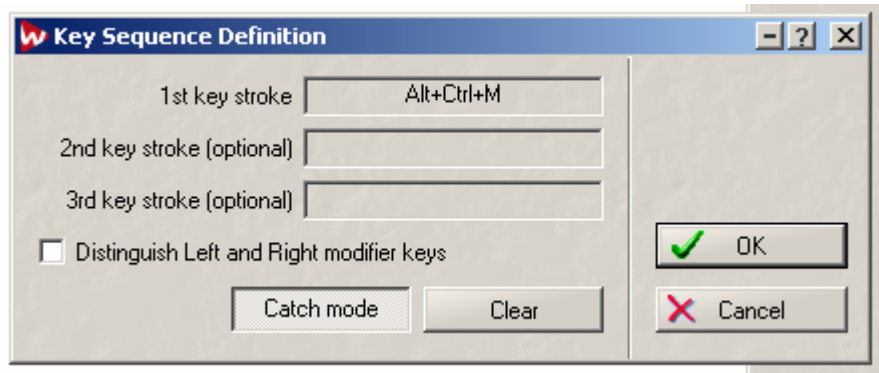 Key Sequence Definition
1st key stroke Alt+Ctrl+M
2nd key stroke (optional)
3rd key stroke (optional)
Distinguish Left and Right modifier keys
OK
Catch mode Clear Cancel